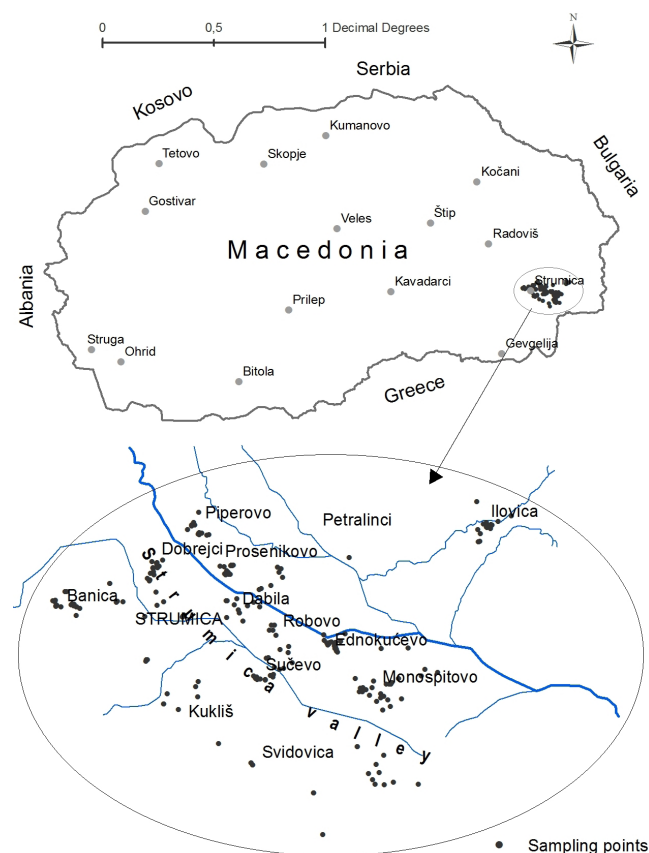 N
0 0,5 1 Decimal Degrees
Serbia
Kosovo
Kumanovo
Bulgaria
Tetovo
Skopje
Kočani
Gostivar
Štip
Veles
Radoviš
Macedonia
Albania
Strumica
Kavadarci
Prilep
Struga
Gevgelija
Ohrid
Bitola
Greece
Piperovo
Ilovica
Petralinci
Dobrejci
Prosenikovo
Banica
Dabila
STRUMICA
Robovo
Ednokućevo
Sučevo
Monospitovo
Strumica valley
Kukliš
Svidovica
Sampling points